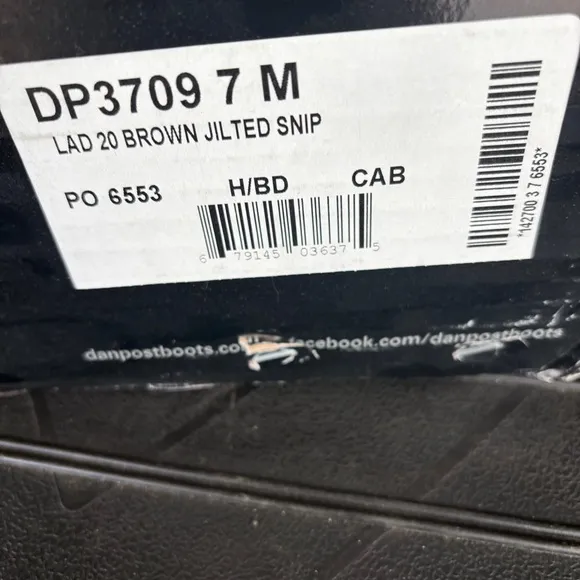 DP3709 7 M
LAD 20 BROWN JILTED SNIP
PO 6553 H/BD CAB
6 79145 03637 5
*142700 3 7 6553*
danpostboots.co
facebook.com/danpostboots